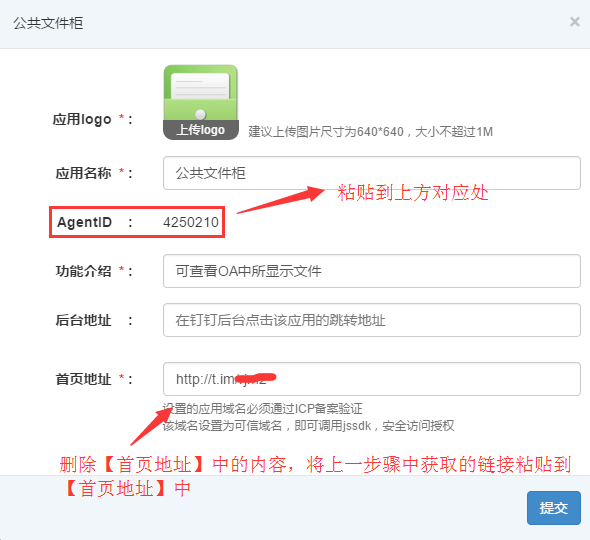 公共文件柜 ×
应用logo * :
上传logo
建议上传图片尺寸为640*640，大小不超过1M
应用名称 * : 公共文件柜
粘贴到上方对应处
AgentID : 4250210
功能介绍 * : 可查看OA中所显示文件
后台地址 : 在钉钉后台点击该应用的跳转地址
首页地址 * : http://t.im
设置的应用域名必须通过ICP备案验证
该域名设置为可信域名，即可调用jssdk，安全访问授权
删除【首页地址】中的内容，将上一步骤中获取的链接粘贴到
【首页地址】中
提交